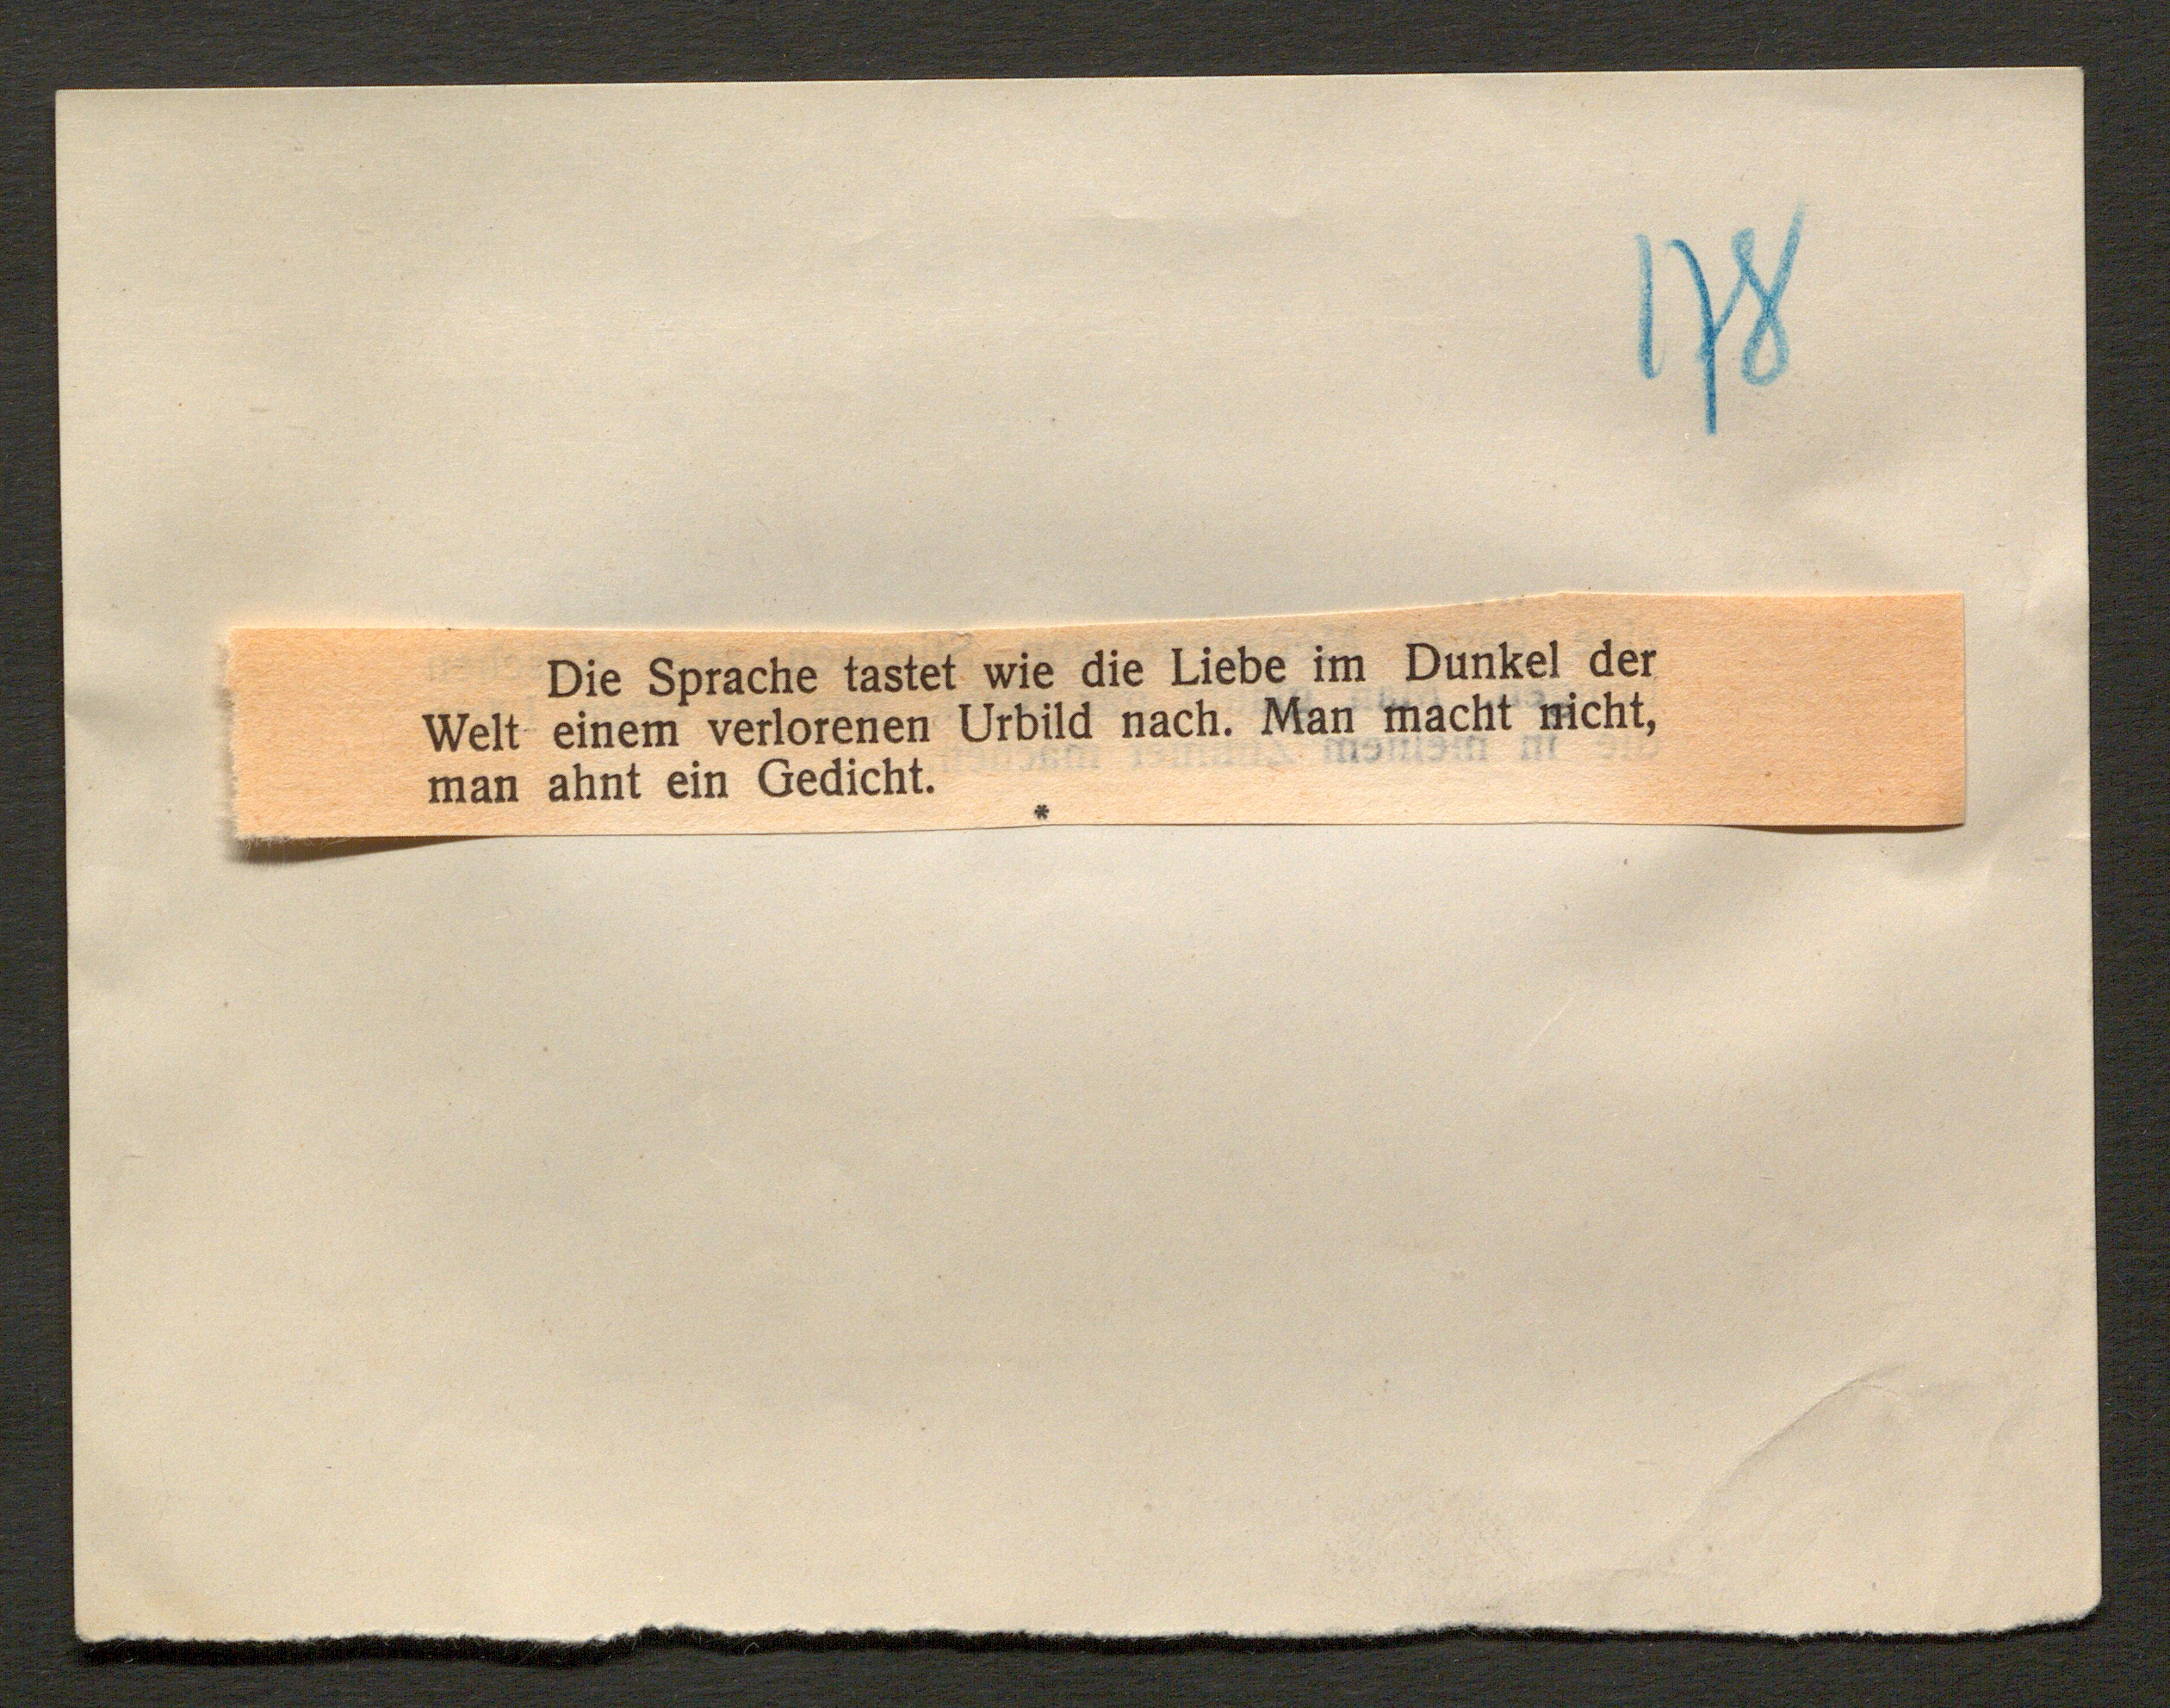 178
Die Sprache tastet wie die Liebe im Dunkel der
Welt einem verlorenen Urbild nach. Man macht nicht,
man ahnt ein Gedicht.
*